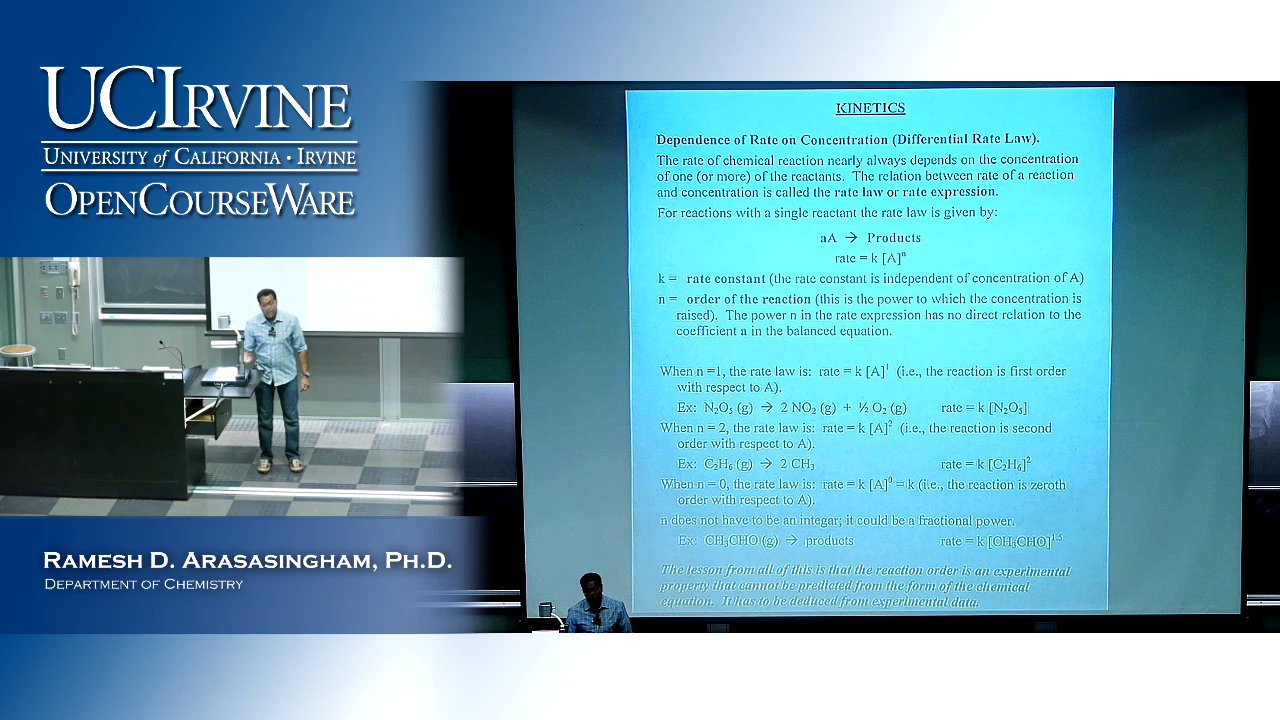 UCIRVINE
UNIVERSITY of CALIFORNIA · IRVINE
OPENCOURSEWARE
RAMESH D. ARASASINGHAM, PH.D.
DEPARTMENT OF CHEMISTRY
KINETICS
Dependence of Rate on Concentration (Differential Rate Law).
The rate of chemical reaction nearly always depends on the concentration
of one (or more) of the reactants. The relation between rate of a reaction
and concentration is called the rate law or rate expression.
For reactions with a single reactant the rate law is given by:
aA → Products
rate = k [A]ⁿ
k = rate constant (the rate constant is independent of concentration of A)
n = order of the reaction (this is the power to which the concentration is
raised). The power n in the rate expression has no direct relation to the
coefficient a in the balanced equation.
When n =1, the rate law is: rate = k [A]¹ (i.e., the reaction is first order
with respect to A).
Ex: N₂O₅ (g) → 2 NO₂ (g) + ½ O₂ (g) rate = k [N₂O₅]
When n = 2, the rate law is: rate = k [A]² (i.e., the reaction is second
order with respect to A).
Ex: C₂H₆ (g) → 2 CH₃ rate = k [C₂H₆]²
When n = 0, the rate law is: rate = k [A]⁰ = k (i.e., the reaction is zeroth
order with respect to A).
n does not have to be an integar; it could be a fractional power.
Ex: CH₃CHO (g) → products rate = k [CH₃CHO]¹·⁵
The lesson from all of this is that the reaction order is an experimental
property that cannot be predicted from the form of the chemical
equation. It has to be deduced from experimental data.